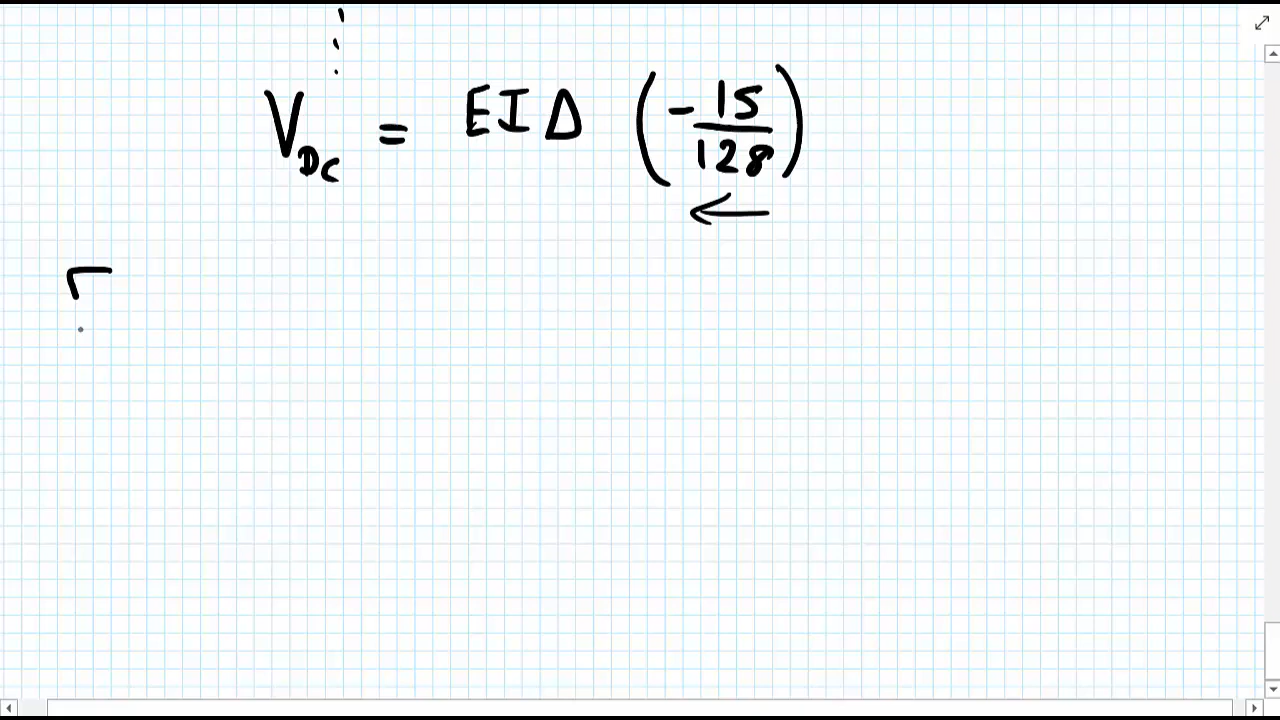 V_DC = EIΔ (-15/128)
←